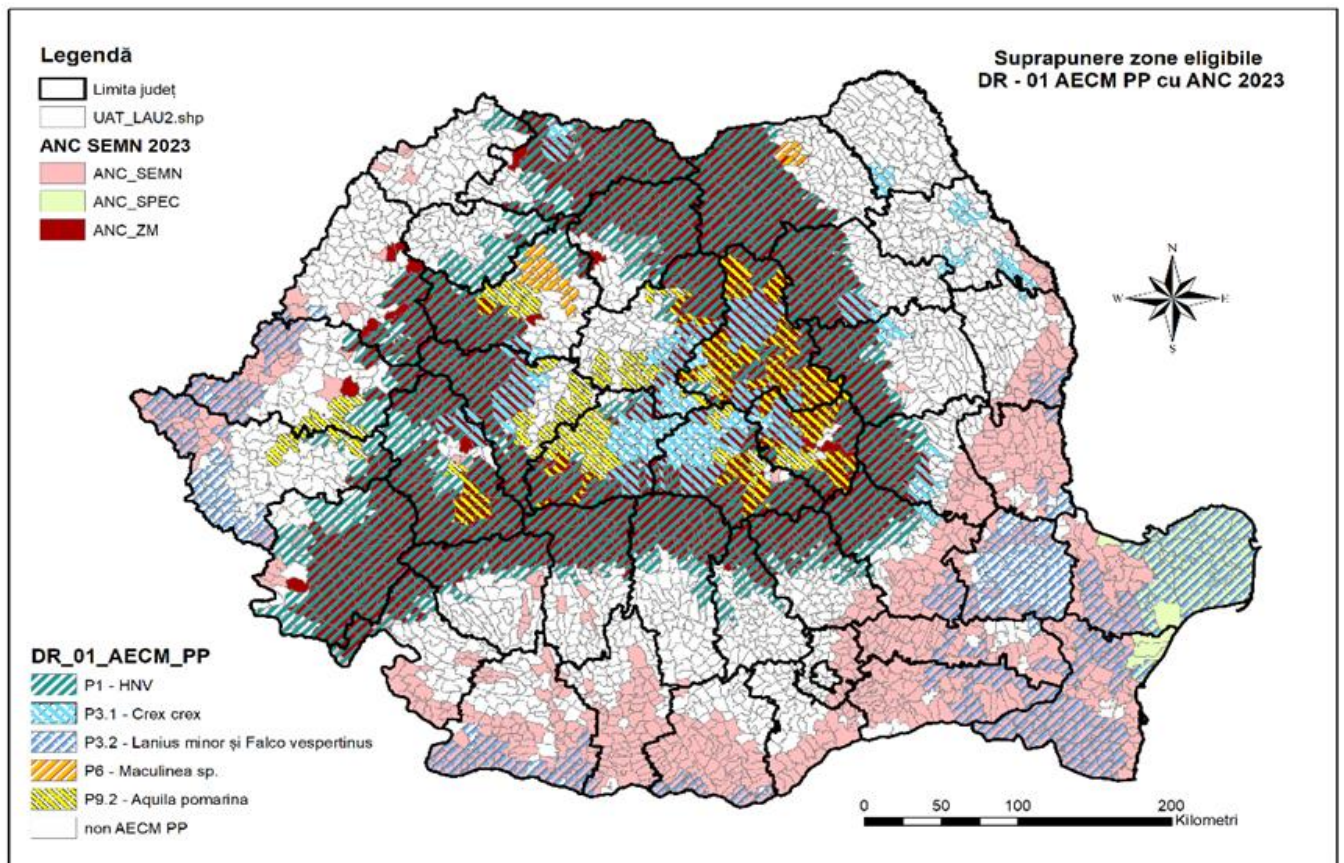 Legendă
Limita județ
UAT_LAU2.shp
ANC SEMN 2023
ANC_SEMN
ANC_SPEC
ANC_ZM
Suprapunere zone eligibile
DR - 01 AECM PP cu ANC 2023
N
W
E
S
DR_01_AECM_PP
P1 - HNV
P3.1 - Crex crex
P3.2 - Lanius minor și Falco vespertinus
P6 - Maculinea sp.
P9.2 - Aquila pomarina
non AECM PP
0 50 100 200
Kilometri